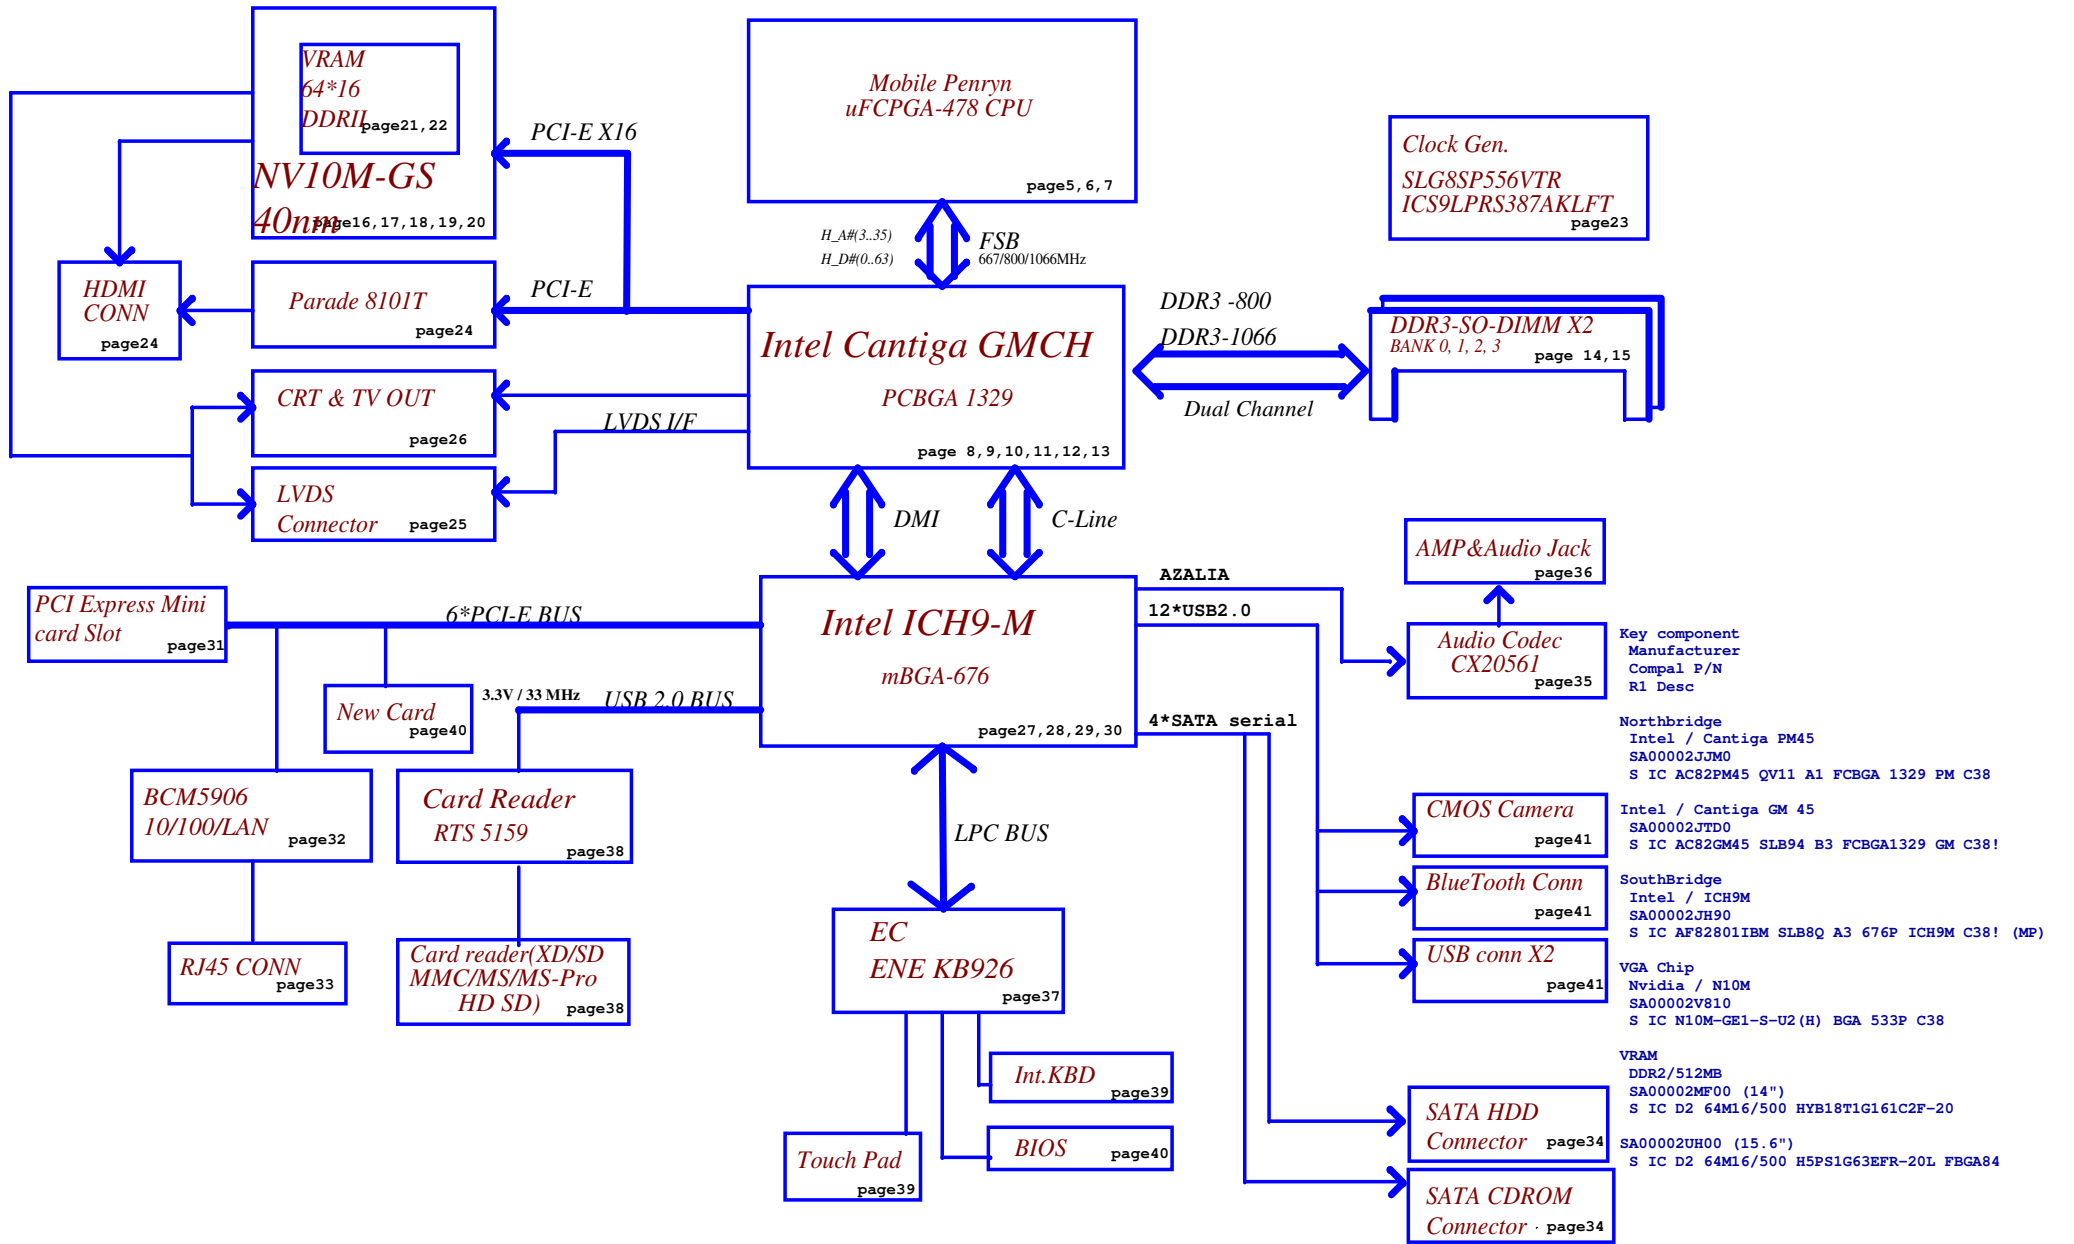 VRAM
64*16
DDRII
page21,22
NV10M-GS
40nm
page16,17,18,19,20
PCI-E X16
Mobile Penryn
uFCPGA-478 CPU
page5,6,7
Clock Gen.
SLG8SP556VTR
ICS9LPRS387AKLFT
page23
H_A#(3..35)
H_D#(0..63)
FSB
667/800/1066MHz
HDMI
CONN
page24
Parade 8101T
page24
PCI-E
Intel Cantiga GMCH
PCBGA 1329
page 8,9,10,11,12,13
DDR3 -800
DDR3-1066
Dual Channel
DDR3-SO-DIMM X2
BANK 0, 1, 2, 3
page 14,15
CRT & TV OUT
page26
LVDS I/F
LVDS
Connector
page25
DMI
C-Line
AMP&Audio Jack
page36
PCI Express Mini
card Slot
page31
6*PCI-E BUS
Intel ICH9-M
mBGA-676
page27,28,29,30
AZALIA
12*USB2.0
4*SATA serial
Audio Codec
CX20561
page35
New Card
page40
3.3V / 33 MHz
USB 2.0 BUS
BCM5906
10/100/LAN
page32
Card Reader
RTS 5159
page38
LPC BUS
CMOS Camera
page41
BlueTooth Conn
page41
USB conn X2
page41
RJ45 CONN
page33
Card reader(XD/SD
MMC/MS/MS-Pro
HD SD)
page38
EC
ENE KB926
page37
Int.KBD
page39
BIOS
page40
Touch Pad
page39
SATA HDD
Connector
page34
SATA CDROM
Connector
page34
Key component
Manufacturer
Compal P/N
R1 Desc
Northbridge
Intel / Cantiga PM45
SA00002JJM0
S IC AC82PM45 QV11 A1 FCBGA 1329 PM C38
Intel / Cantiga GM 45
SA00002JTD0
S IC AC82GM45 SLB94 B3 FCBGA1329 GM C38!
SouthBridge
Intel / ICH9M
SA00002JH90
S IC AF82801IBM SLB8Q A3 676P ICH9M C38! (MP)
VGA Chip
Nvidia / N10M
SA00002V810
S IC N10M-GE1-S-U2(H) BGA 533P C38
VRAM
DDR2/512MB
SA00002MF00 (14")
S IC D2 64M16/500 HYB18T1G161C2F-20
SA00002UH00 (15.6")
S IC D2 64M16/500 H5PS1G63EFR-20L FBGA84